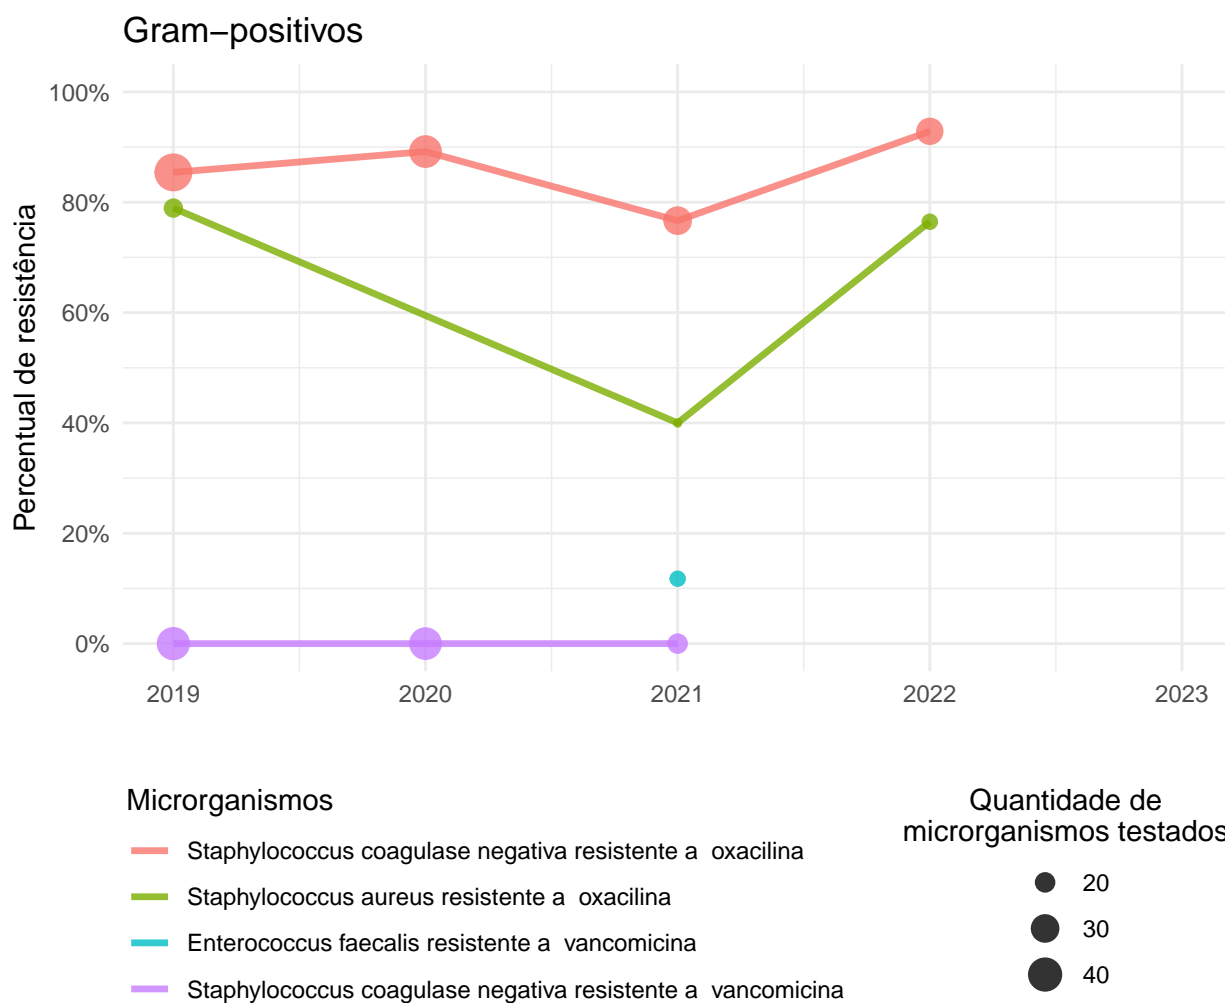 Gram−positivos
100%
80%
60%
40%
20%
0%
Percentual de resistência
2019 2020 2021 2022 2023
Microrganismos
Staphylococcus coagulase negativa resistente a  oxacilina
Staphylococcus aureus resistente a  oxacilina
Enterococcus faecalis resistente a  vancomicina
Staphylococcus coagulase negativa resistente a  vancomicina
Quantidade de
microrganismos testados
20
30
40